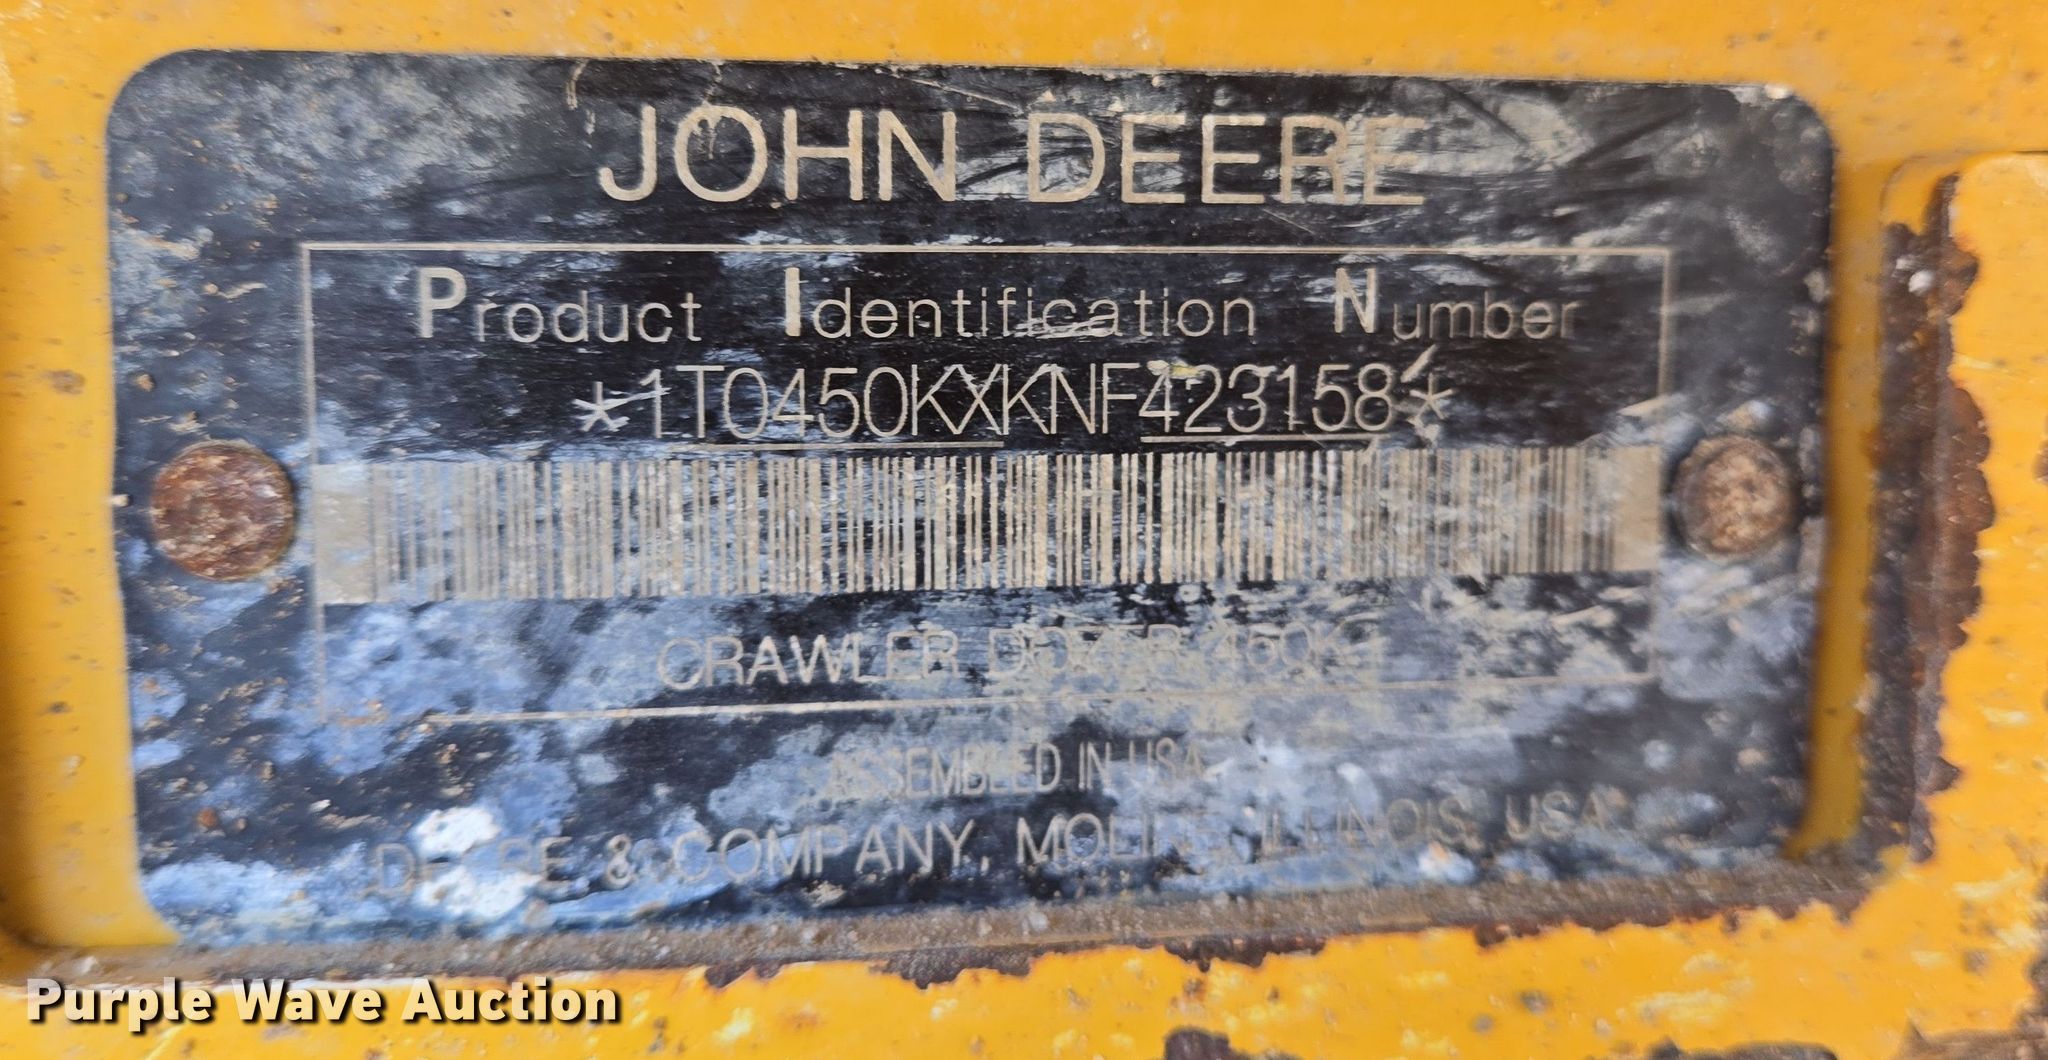 JOHN DEERE
Product Identification Number
*1T0450KXKNF423158*
CRAWLER DOZER 450K
ASSEMBLED IN USA
DEERE & COMPANY, MOLINE, ILLINOIS, USA
Purple Wave Auction